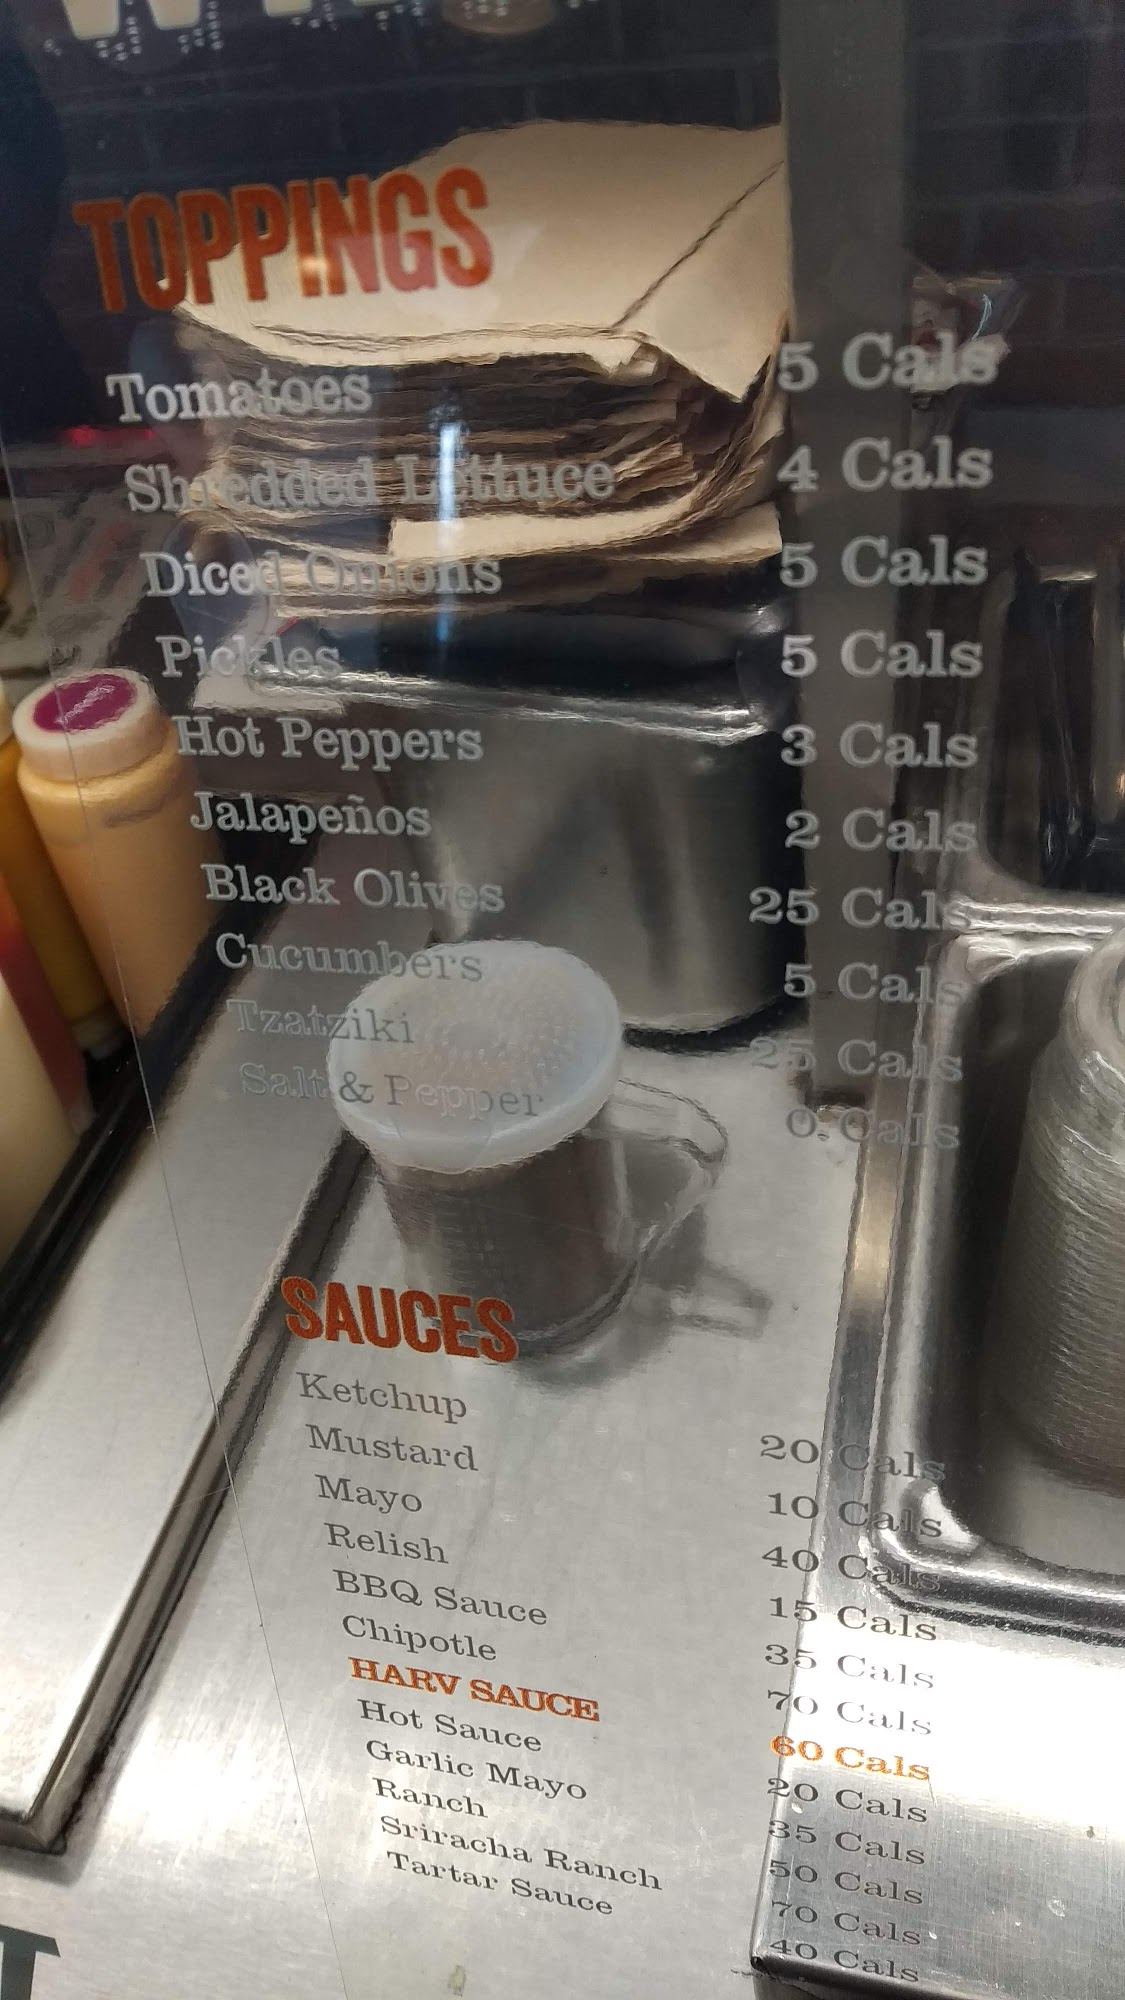 TOPPINGS
Tomatoes 5 Cals
Shredded Lettuce 4 Cals
Diced Onions 5 Cals
Pickles 5 Cals
Hot Peppers 3 Cals
Jalapeños 2 Cals
Black Olives 25 Cals
Cucumbers 5 Cals
Tzatziki 25 Cals
Salt & Pepper 0 Cals
SAUCES
Ketchup 20 Cals
Mustard 10 Cals
Mayo 40 Cals
Relish 15 Cals
BBQ Sauce 35 Cals
Chipotle 70 Cals
HARV SAUCE 60 Cals
Hot Sauce 20 Cals
Garlic Mayo 35 Cals
Ranch 50 Cals
Sriracha Ranch 70 Cals
Tartar Sauce 40 Cals